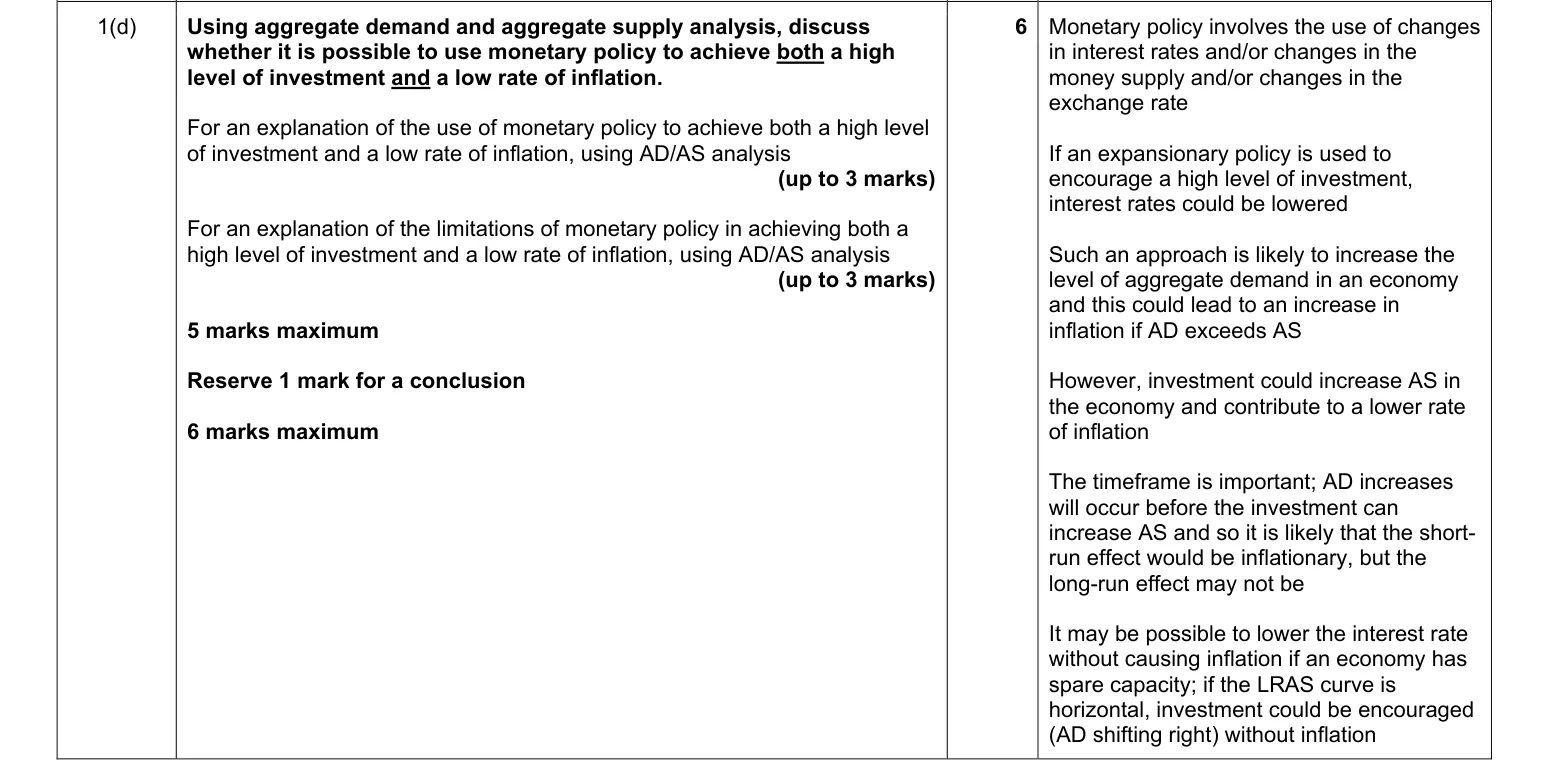 1(d)
Using aggregate demand and aggregate supply analysis, discuss
whether it is possible to use monetary policy to achieve both a high
level of investment and a low rate of inflation.
For an explanation of the use of monetary policy to achieve both a high level
of investment and a low rate of inflation, using AD/AS analysis
(up to 3 marks)
For an explanation of the limitations of monetary policy in achieving both a
high level of investment and a low rate of inflation, using AD/AS analysis
(up to 3 marks)
5 marks maximum
Reserve 1 mark for a conclusion
6 marks maximum
6
Monetary policy involves the use of changes
in interest rates and/or changes in the
money supply and/or changes in the
exchange rate
If an expansionary policy is used to
encourage a high level of investment,
interest rates could be lowered
Such an approach is likely to increase the
level of aggregate demand in an economy
and this could lead to an increase in
inflation if AD exceeds AS
However, investment could increase AS in
the economy and contribute to a lower rate
of inflation
The timeframe is important; AD increases
will occur before the investment can
increase AS and so it is likely that the short-
run effect would be inflationary, but the
long-run effect may not be
It may be possible to lower the interest rate
without causing inflation if an economy has
spare capacity; if the LRAS curve is
horizontal, investment could be encouraged
(AD shifting right) without inflation